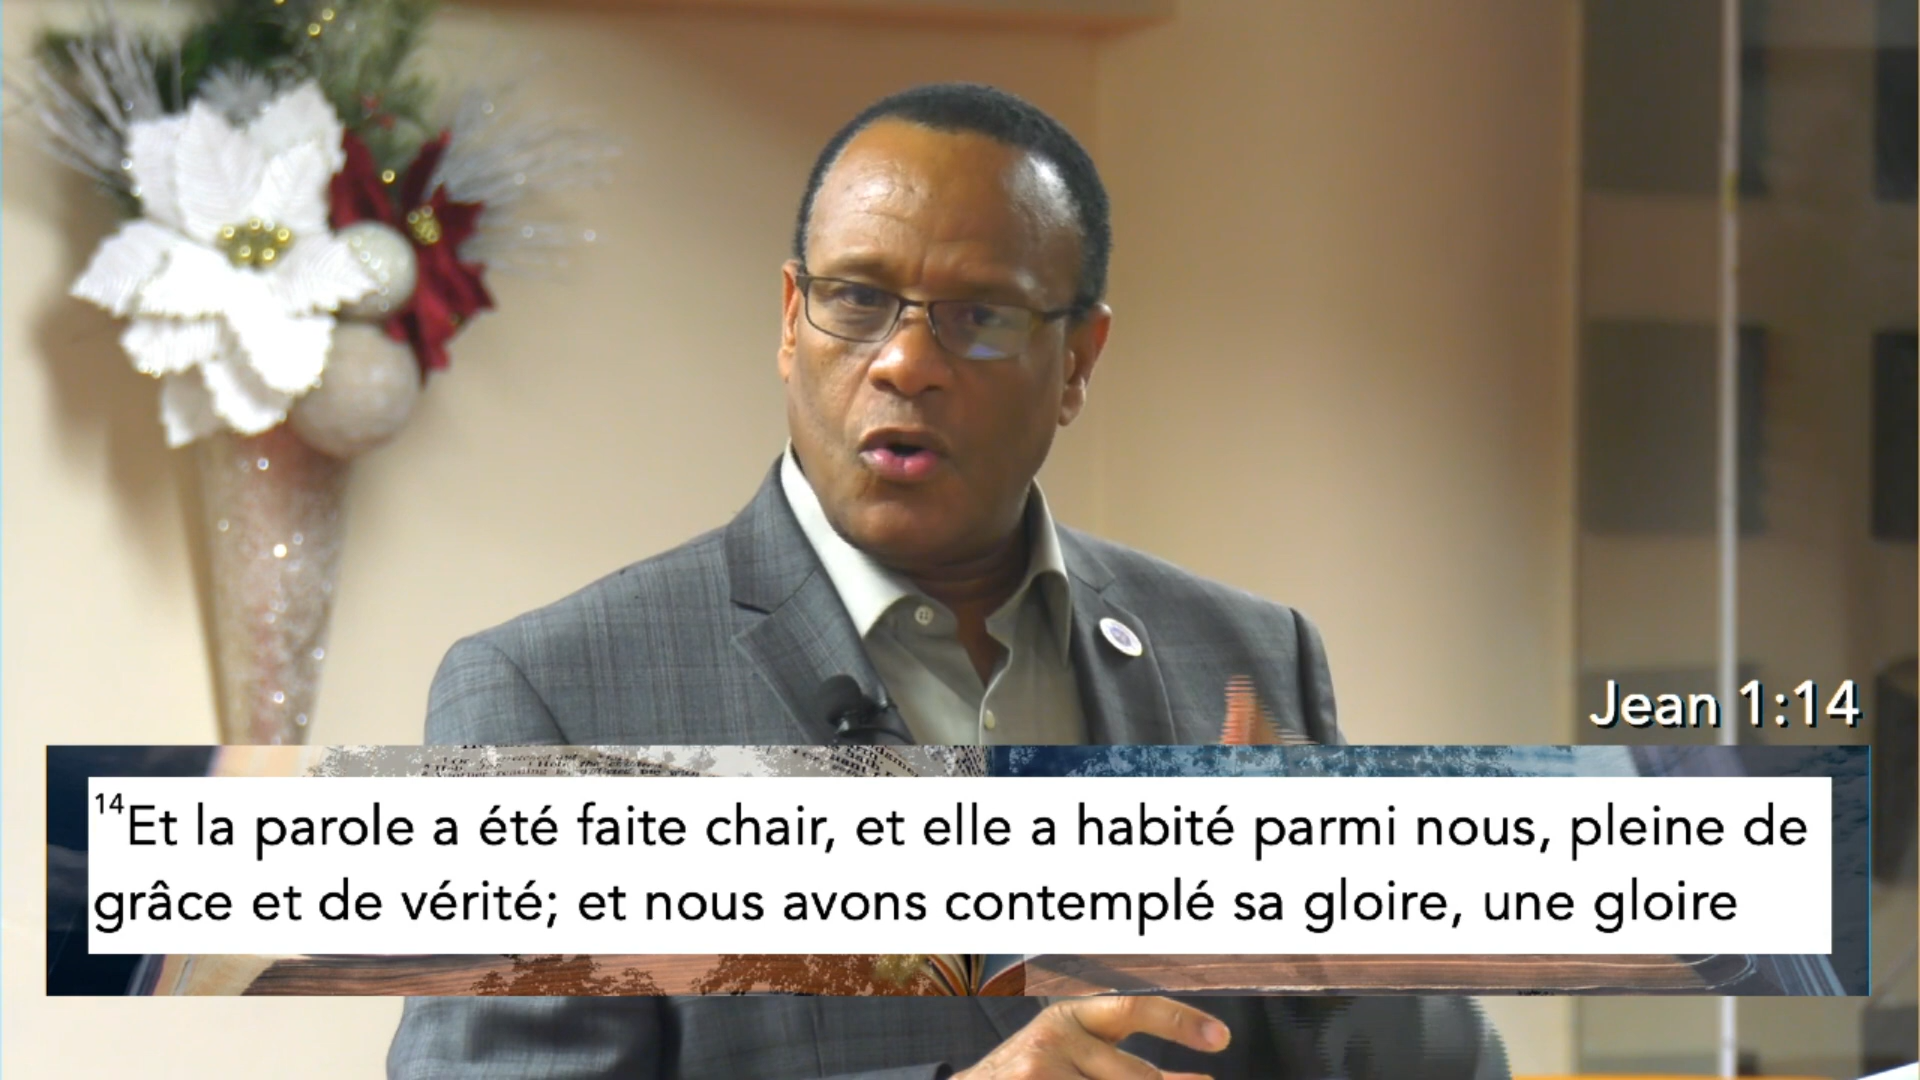 Jean 1:14
14Et la parole a été faite chair, et elle a habité parmi nous, pleine de
grâce et de vérité; et nous avons contemplé sa gloire, une gloire